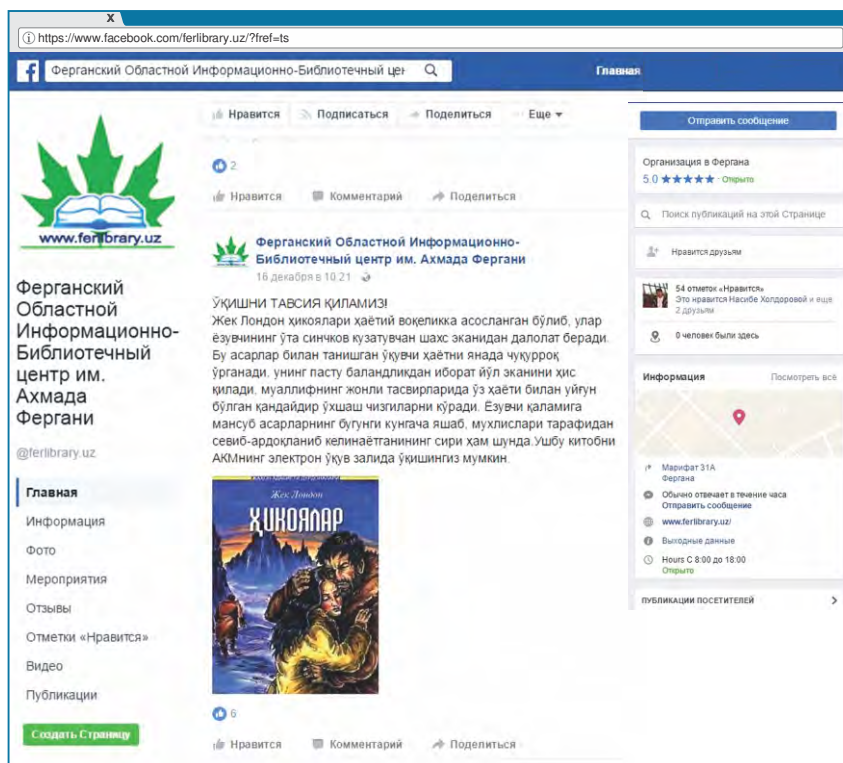 X
https://www.facebook.com/ferlibrary.uz/?fref=ts
Ферганский Областной Информационно-Библиотечный цен
Главная
www.ferlibrary.uz
Ферганский
Областной
Информационно-
Библиотечный
центр им.
Ахмада
Фергани
@ferlibrary.uz
Главная
Информация
Фото
Мероприятия
Отзывы
Отметки «Нравится»
Видео
Публикации
Создать Страницу
Нравится Подписаться Поделиться Еще
2
Нравится Комментарий Поделиться
Ферганский Областной Информационно-
Библиотечный центр им. Ахмада Фергани
16 декабря в 10:21
ЎҚИШНИ ТАВСИЯ ҚИЛАМИЗ!
Жек Лондон ҳикоялари ҳаётий воқеликка асосланган бўлиб, улар
ёзувчининг ўта синчков кузатувчан шахс эканидан далолат беради.
Бу асарлар билан танишган ўқувчи ҳаётни янада чуқурроқ
ўрганади, унинг пасту баландликдан иборат йўл эканини ҳис
қилади, муаллифнинг жонли тасвирларида ўз ҳаёти билан уйғун
бўлган қандайдир ўхшаш чизгиларни кўради. Ёзувчи қаламига
мансуб асарларнинг бугунги кунгача яшаб, мухлислари тарафидан
севиб-ардоқланиб келинаётганининг сири ҳам шунда.Ушбу китобни
АКМнинг электрон ўқув залида ўқишингиз мумкин.
Жек Лондон
ҲИКОЯЛАР
6
Нравится Комментарий Поделиться
Отправить сообщение
Организация в Фергана
5.0 ★★★★★ · Открыто
Поиск публикаций на этой Странице
Нравится друзьям
54 отметок «Нравится»
Это нравится Насибе Холдоровой и еще
2 друзьям
0 человек были здесь
Информация Посмотреть все
Марифат 31А
Фергана
Обычно отвечает в течение часа
Отправить сообщение
www.ferlibrary.uz/
Выходные данные
Hours С 8:00 до 18:00
Открыто
ПУБЛИКАЦИИ ПОСЕТИТЕЛЕЙ